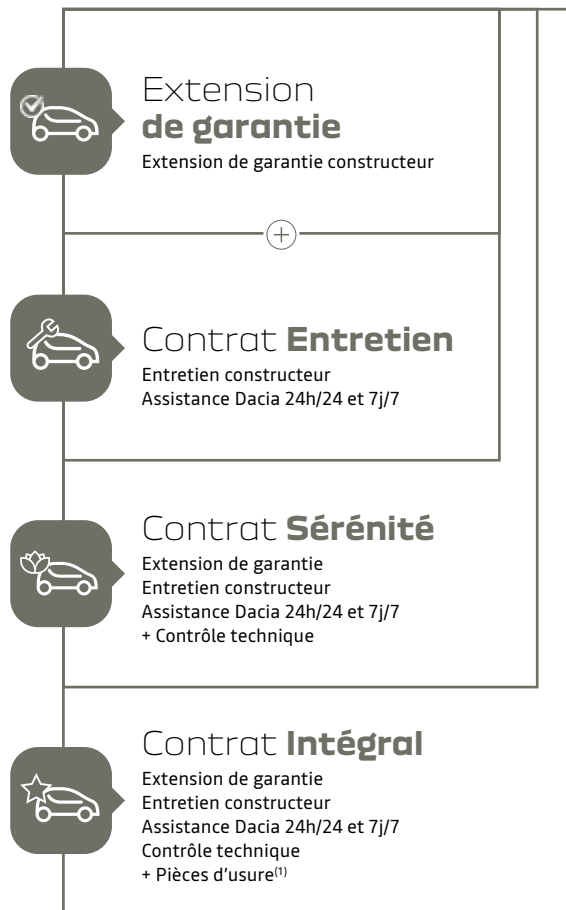 Extension
de garantie
Extension de garantie constructeur
Contrat Entretien
Entretien constructeur
Assistance Dacia 24h/24 et 7j/7
Contrat Sérénité
Extension de garantie
Entretien constructeur
Assistance Dacia 24h/24 et 7j/7
+ Contrôle technique
Contrat Intégral
Extension de garantie
Entretien constructeur
Assistance Dacia 24h/24 et 7j/7
Contrôle technique
+ Pièces d'usure(1)